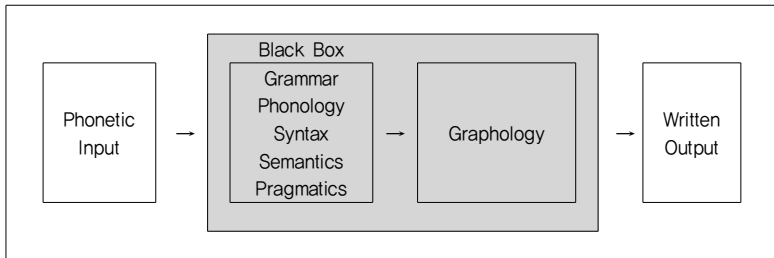 Black Box
Phonetic
Input
→
Grammar
Phonology
Syntax
Semantics
Pragmatics
→
Graphology
→
Written
Output